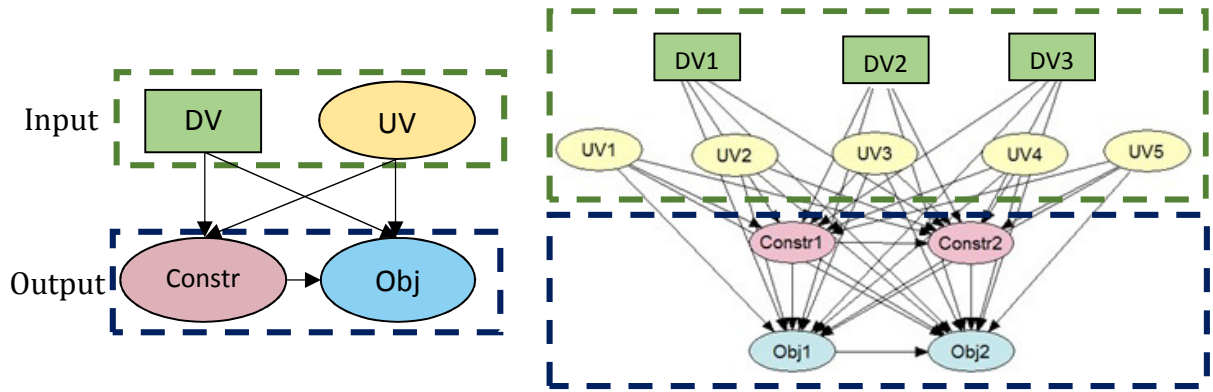 Input
DV
UV
Output
Constr
Obj
DV1
DV2
DV3
UV1
UV2
UV3
UV4
UV5
Constr1
Constr2
Obj1
Obj2